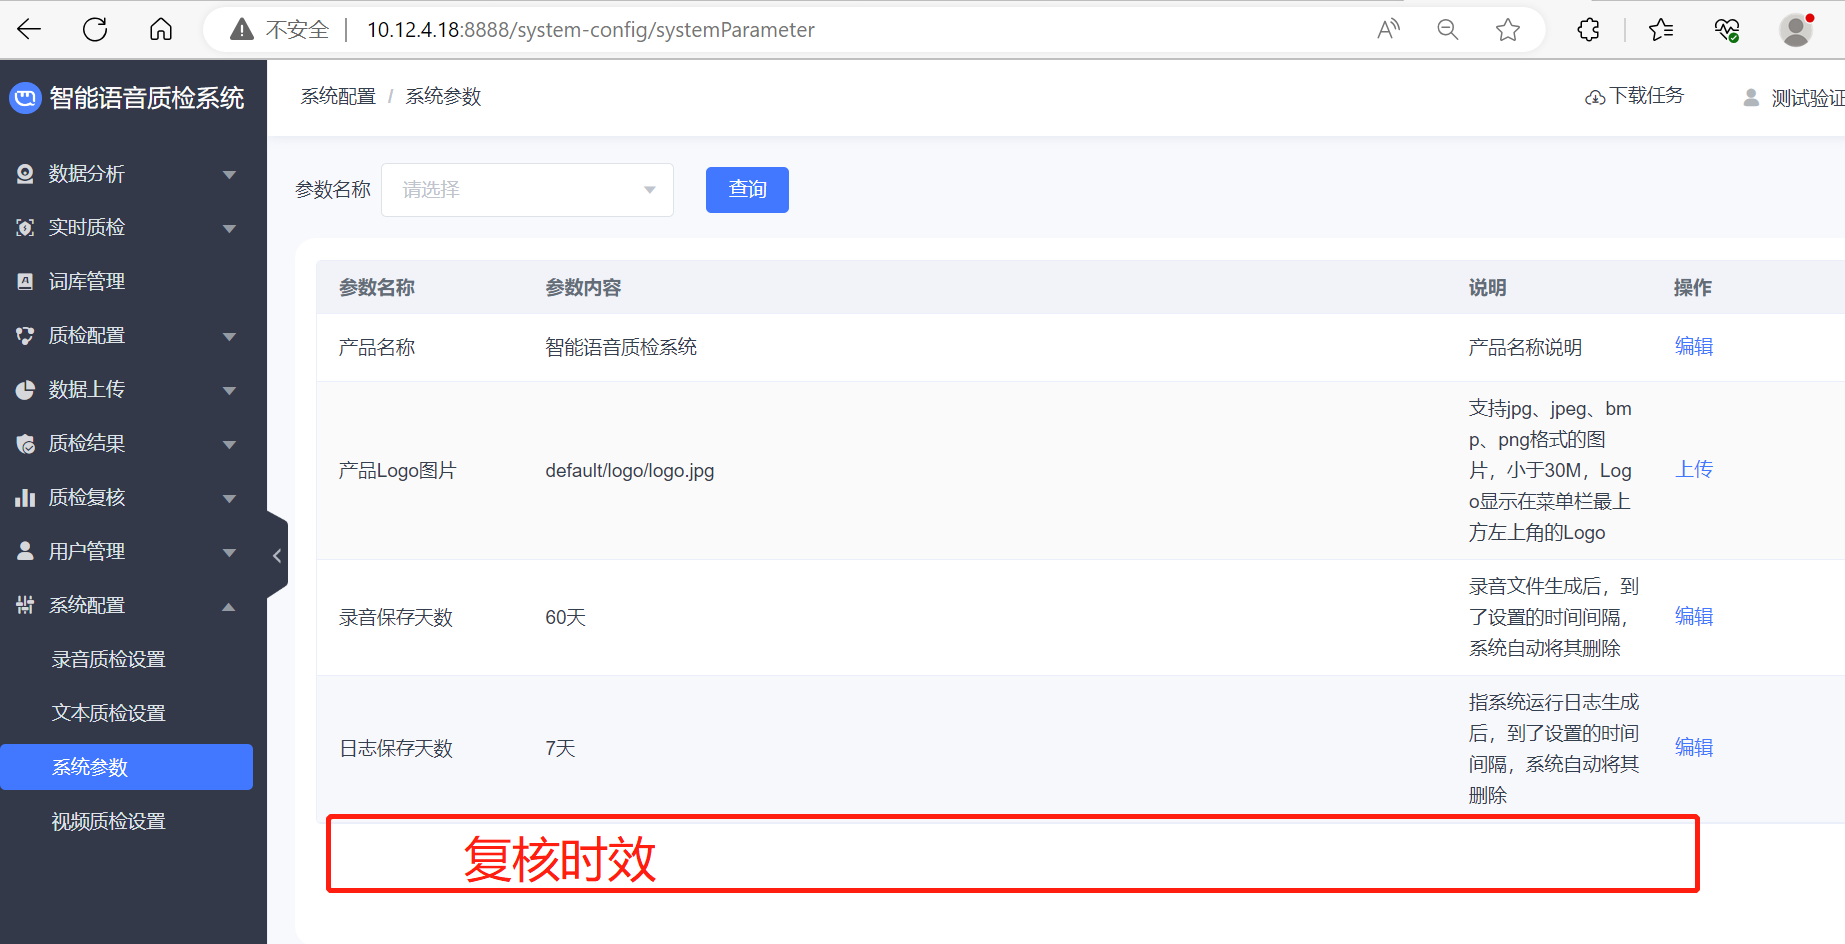 不安全 | 10.12.4.18:8888/system-config/systemParameter
智能语音质检系统
系统配置 / 系统参数
下载任务
测试验证
数据分析
实时质检
词库管理
质检配置
数据上传
质检结果
质检复核
用户管理
系统配置
录音质检设置
文本质检设置
系统参数
视频质检设置
参数名称 请选择 查询
参数名称 参数内容 说明 操作
产品名称 智能语音质检系统 产品名称说明 编辑
产品Logo图片 default/logo/logo.jpg
支持jpg、jpeg、bm
p、png格式的图
片，小于30M，Log
o显示在菜单栏最上
方左上角的Logo
上传
录音保存天数 60天
录音文件生成后，到
了设置的时间间隔，
系统自动将其删除
编辑
日志保存天数 7天
指系统运行日志生成
后，到了设置的时间
间隔，系统自动将其
删除
编辑
复核时效